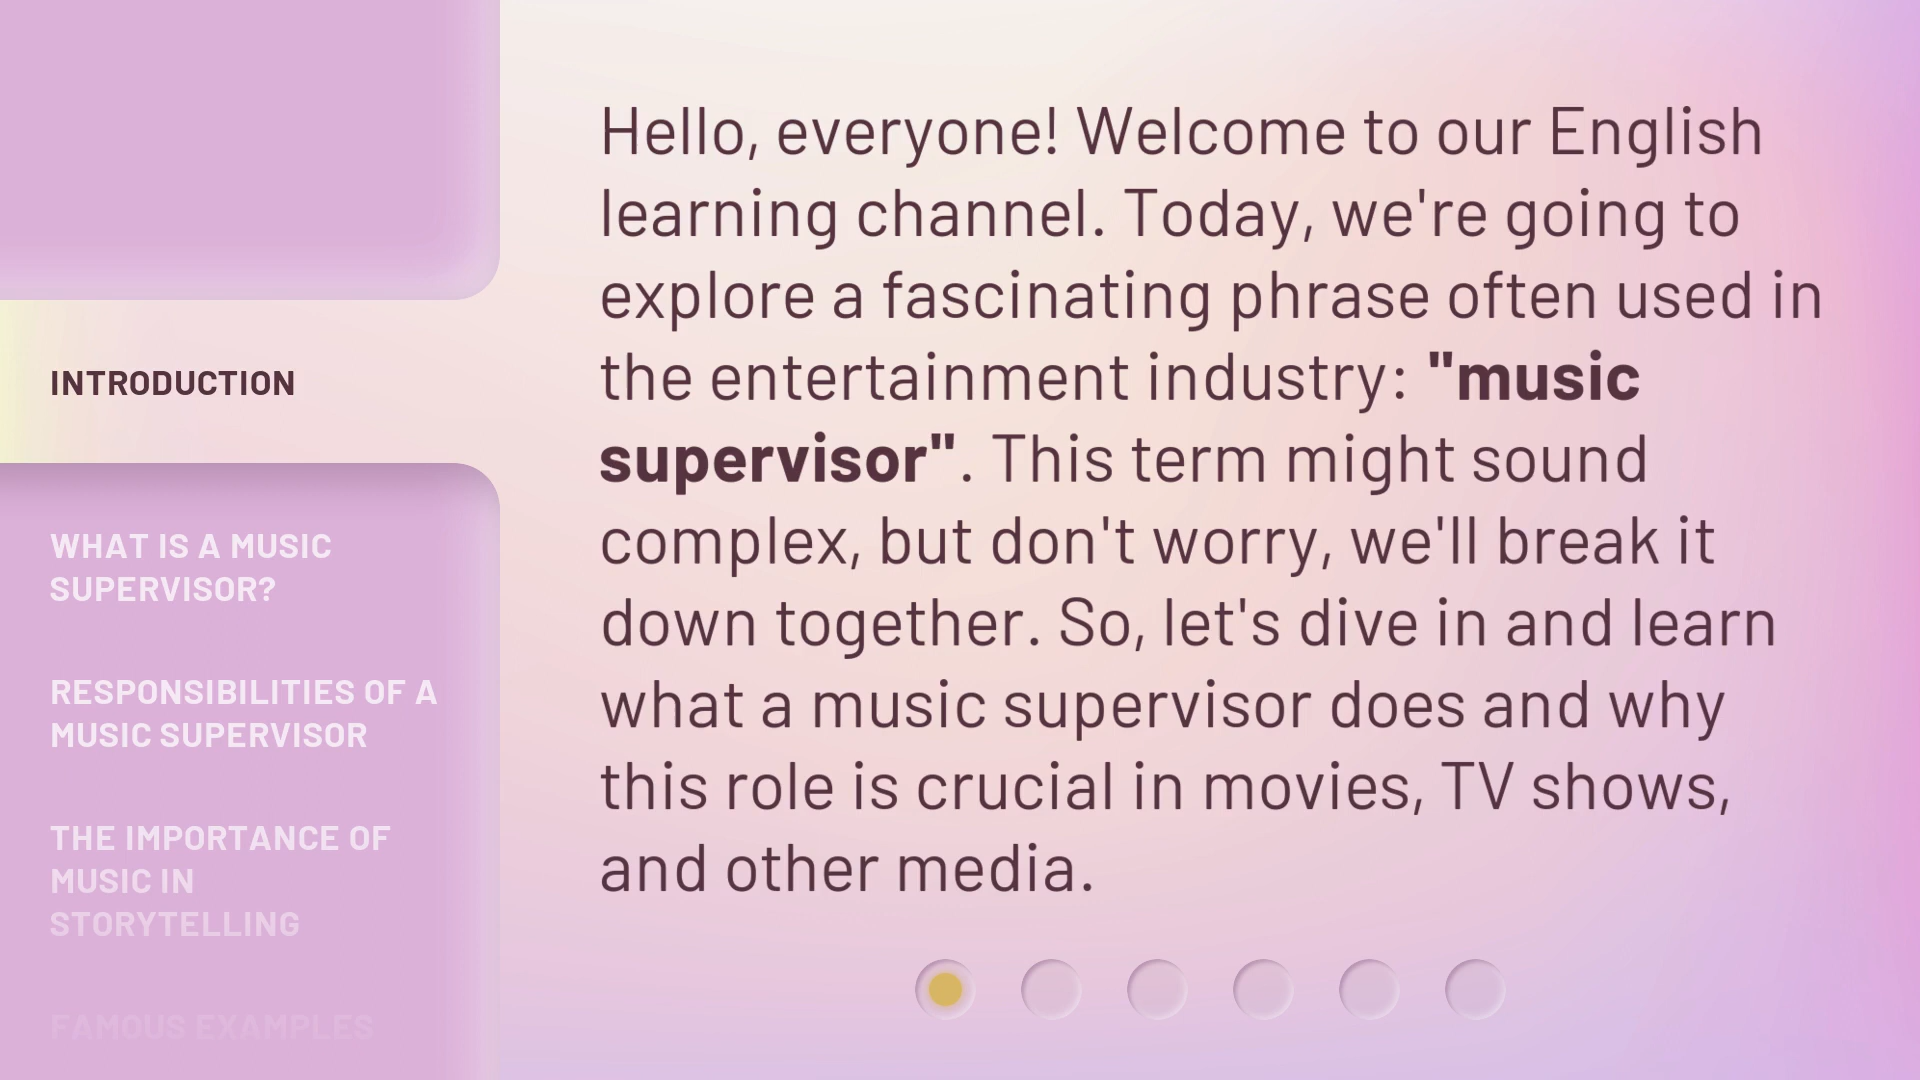 INTRODUCTION
WHAT IS A MUSIC
SUPERVISOR?
RESPONSIBILITIES OF A
MUSIC SUPERVISOR
THE IMPORTANCE OF
MUSIC IN
STORYTELLING
FAMOUS EXAMPLES
Hello, everyone! Welcome to our English
learning channel. Today, we're going to
explore a fascinating phrase often used in
the entertainment industry: "music
supervisor". This term might sound
complex, but don't worry, we'll break it
down together. So, let's dive in and learn
what a music supervisor does and why
this role is crucial in movies, TV shows,
and other media.